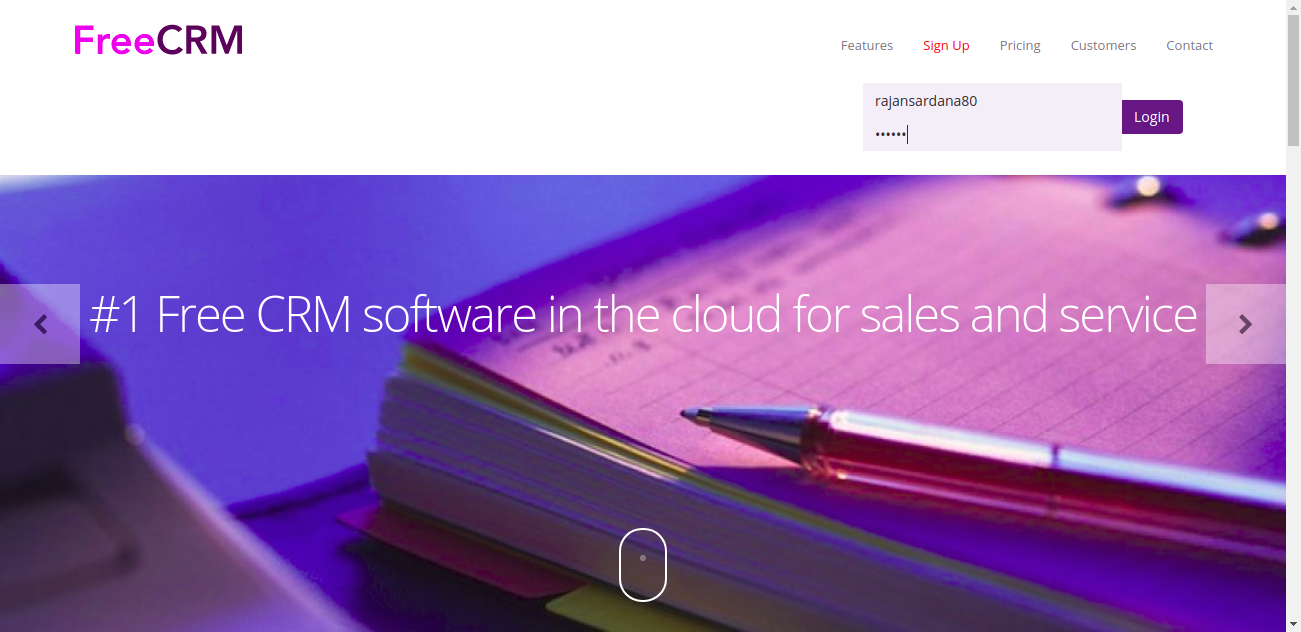 FreeCRM
Features Sign Up Pricing Customers Contact
rajansardana80
••••••
Login
#1 Free CRM software in the cloud for sales and service